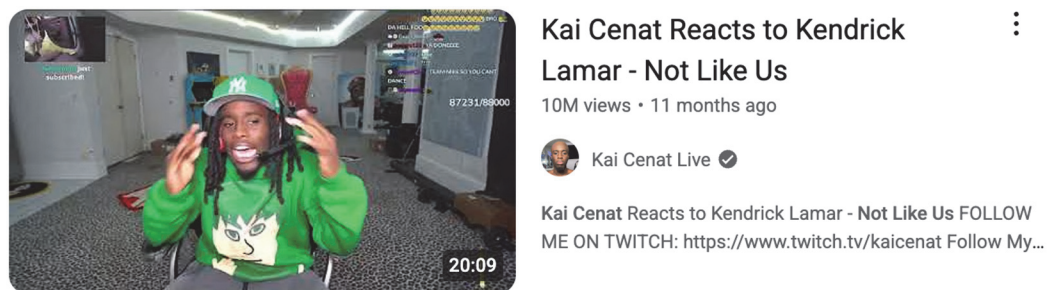 just
subscribed!
87231/88000
20:09
Kai Cenat Reacts to Kendrick
Lamar - Not Like Us
10M views • 11 months ago
Kai Cenat Live
Kai Cenat Reacts to Kendrick Lamar - Not Like Us FOLLOW
ME ON TWITCH: https://www.twitch.tv/kaicenat Follow My...